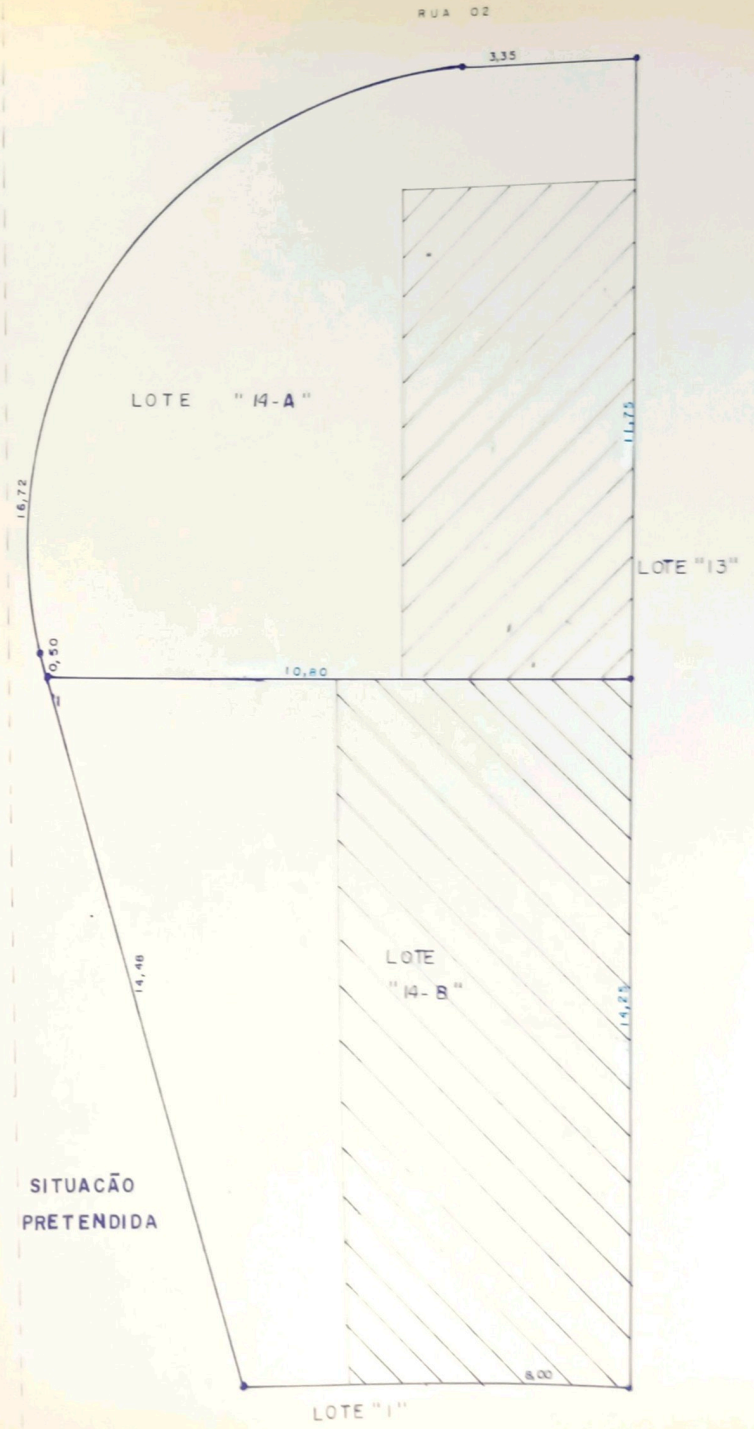 RUA 02
3,35
LOTE "14-A"
11,75
16,72
LOTE "13"
0,50
10,80
LOTE
"14-B"
14,48
14,25
SITUACÃO
PRETENDIDA
8,00
LOTE "1"